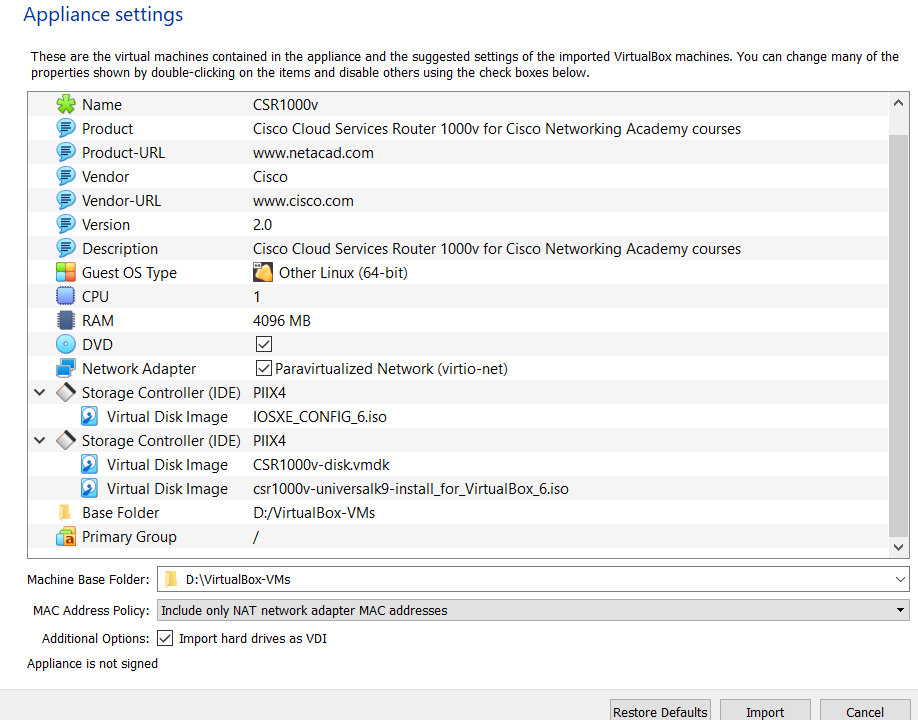 Appliance settings
These are the virtual machines contained in the appliance and the suggested settings of the imported VirtualBox machines. You can change many of the
properties shown by double-clicking on the items and disable others using the check boxes below.
Name CSR1000v
Product Cisco Cloud Services Router 1000v for Cisco Networking Academy courses
Product-URL www.netacad.com
Vendor Cisco
Vendor-URL www.cisco.com
Version 2.0
Description Cisco Cloud Services Router 1000v for Cisco Networking Academy courses
Guest OS Type Other Linux (64-bit)
CPU 1
RAM 4096 MB
DVD
Network Adapter Paravirtualized Network (virtio-net)
Storage Controller (IDE) PIIX4
Virtual Disk Image IOSXE_CONFIG_6.iso
Storage Controller (IDE) PIIX4
Virtual Disk Image CSR1000v-disk.vmdk
Virtual Disk Image csr1000v-universalk9-install_for_VirtualBox_6.iso
Base Folder D:/VirtualBox-VMs
Primary Group /
Machine Base Folder: D:\VirtualBox-VMs
MAC Address Policy: Include only NAT network adapter MAC addresses
Additional Options: Import hard drives as VDI
Appliance is not signed
Restore Defaults Import Cancel